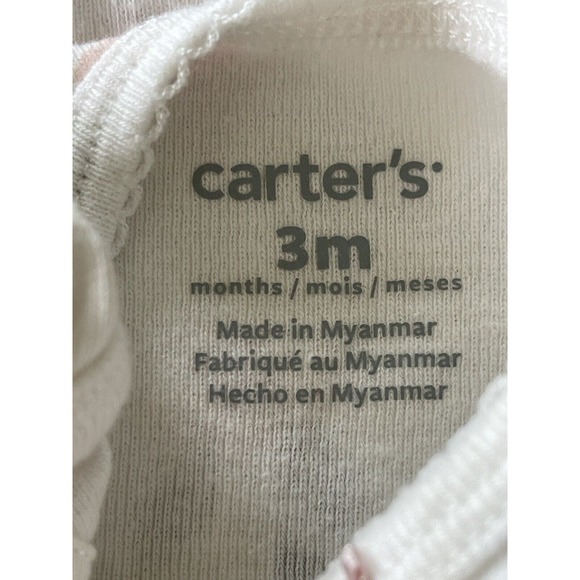 carter's
3m
months / mois / meses
Made in Myanmar
Fabriqué au Myanmar
Hecho en Myanmar